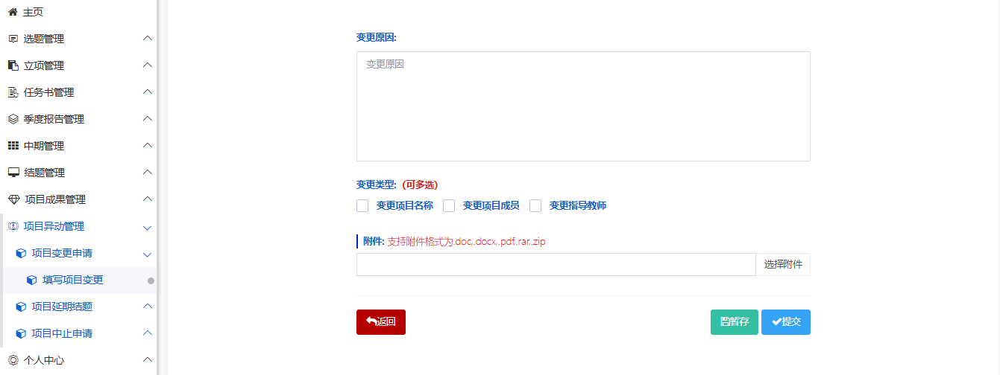 主页
选题管理
立项管理
任务书管理
季度报告管理
中期管理
结题管理
项目成果管理
项目异动管理
项目变更申请
填写项目变更
项目延期结题
项目中止申请
个人中心
变更原因:
变更原因
变更类型:（可多选）
变更项目名称 变更项目成员 变更指导教师
附件: 支持附件格式为.doc,.docx,.pdf.rar,.zip
选择附件
返回 暂存 提交